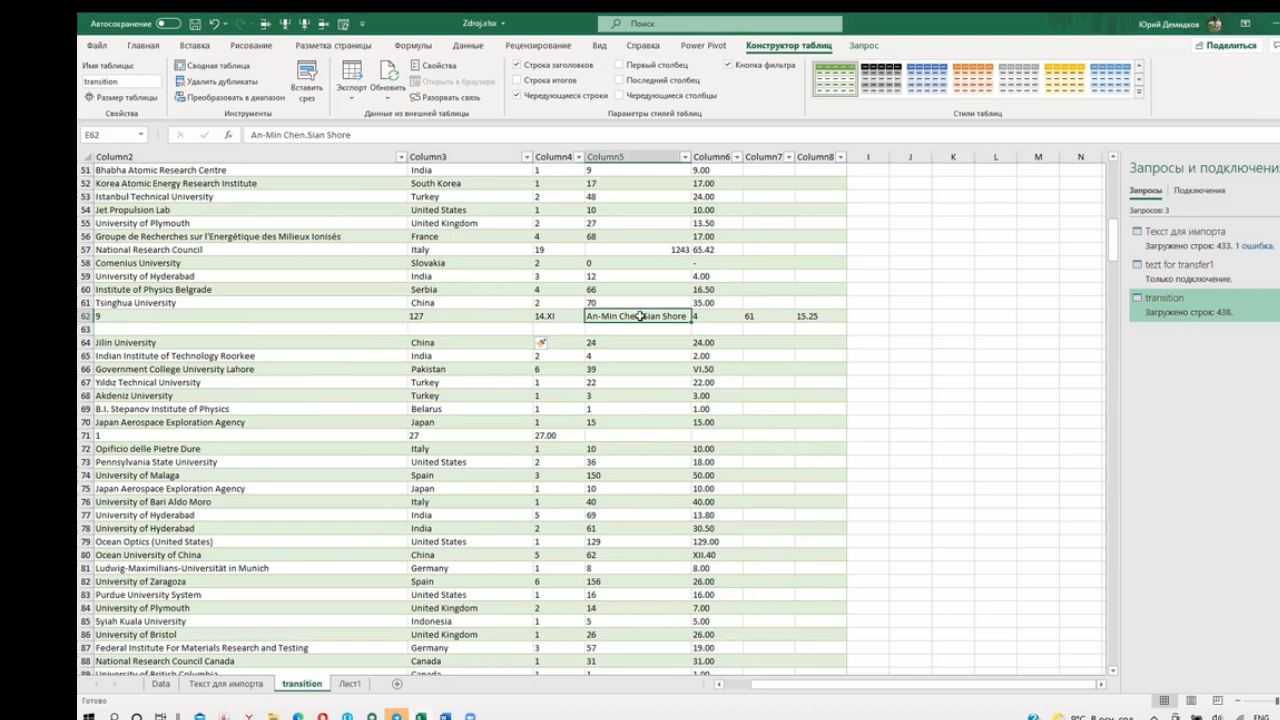 Автосохранение
Zdroj.xlsx
Поиск
Юрий Демидков
Файл Главная Вставка Рисование Разметка страницы Формулы Данные Рецензирование Вид Справка Power Pivot Конструктор таблиц Запрос Поделиться
Имя таблицы: Сводная таблица Свойства Строка заголовков Первый столбец Кнопка фильтра
transition Удалить дубликаты Вставить срез Экспорт Обновить Открыть в браузере Строка итогов Последний столбец
Размер таблицы Преобразовать в диапазон Разорвать связь Чередующиеся строки Чередующиеся столбцы
Свойства Инструменты Данные из внешней таблицы Параметры стилей таблиц Стили таблиц
E62 fx An-Min Chen.Sian Shore
Column2 Column3 Column4 Column5 Column6 Column7 Column8 I J K L M N
51 Bhabha Atomic Research Centre India 1 9 9.00
52 Korea Atomic Energy Research Institute South Korea 1 17 17.00
53 Istanbul Technical University Turkey 2 48 24.00
54 Jet Propulsion Lab United States 1 10 10.00
55 University of Plymouth United Kingdom 2 27 13.50
56 Groupe de Recherches sur l'Energétique des Milieux Ionisés France 4 68 17.00
57 National Research Council Italy 19 1243 65.42
58 Comenius University Slovakia 2 0 -
59 University of Hyderabad India 3 12 4.00
60 Institute of Physics Belgrade Serbia 4 66 16.50
61 Tsinghua University China 2 70 35.00
62 9 127 14.XI An-Min Chen.Sian Shore 4 61 15.25
63
64 Jilin University China 24 24.00
65 Indian Institute of Technology Roorkee India 2 4 2.00
66 Government College University Lahore Pakistan 6 39 VI.50
67 Yıldız Technical University Turkey 1 22 22.00
68 Akdeniz University Turkey 1 3 3.00
69 B.I. Stepanov Institute of Physics Belarus 1 1 1.00
70 Japan Aerospace Exploration Agency Japan 1 15 15.00
71 1 27 27.00
72 Opificio delle Pietre Dure Italy 1 10 10.00
73 Pennsylvania State University United States 2 36 18.00
74 University of Malaga Spain 3 150 50.00
75 Japan Aerospace Exploration Agency Japan 1 10 10.00
76 University of Bari Aldo Moro Italy 1 40 40.00
77 University of Hyderabad India 5 69 13.80
78 University of Hyderabad India 2 61 30.50
79 Ocean Optics (United States) United States 1 129 129.00
80 Ocean University of China China 5 62 XII.40
81 Ludwig-Maximilians-Universität in Munich Germany 1 8 8.00
82 University of Zaragoza Spain 6 156 26.00
83 Purdue University System United States 1 16 16.00
84 University of Plymouth United Kingdom 2 14 7.00
85 Syiah Kuala University Indonesia 1 5 5.00
86 University of Bristol United Kingdom 1 26 26.00
87 Federal Institute For Materials Research and Testing Germany 3 57 19.00
88 National Research Council Canada Canada 1 31 31.00
89 University of British Columbia Canada 1 1 1.00
Запросы и подключени
Запросы Подключения
Запросов: 3
Текст для импорта
Загружено строк: 433. 1 ошибка.
tezt for transfer1
Только подключение.
transition
Загружено строк: 438.
Data Текст для импорта transition Лист1
Готово
ENG